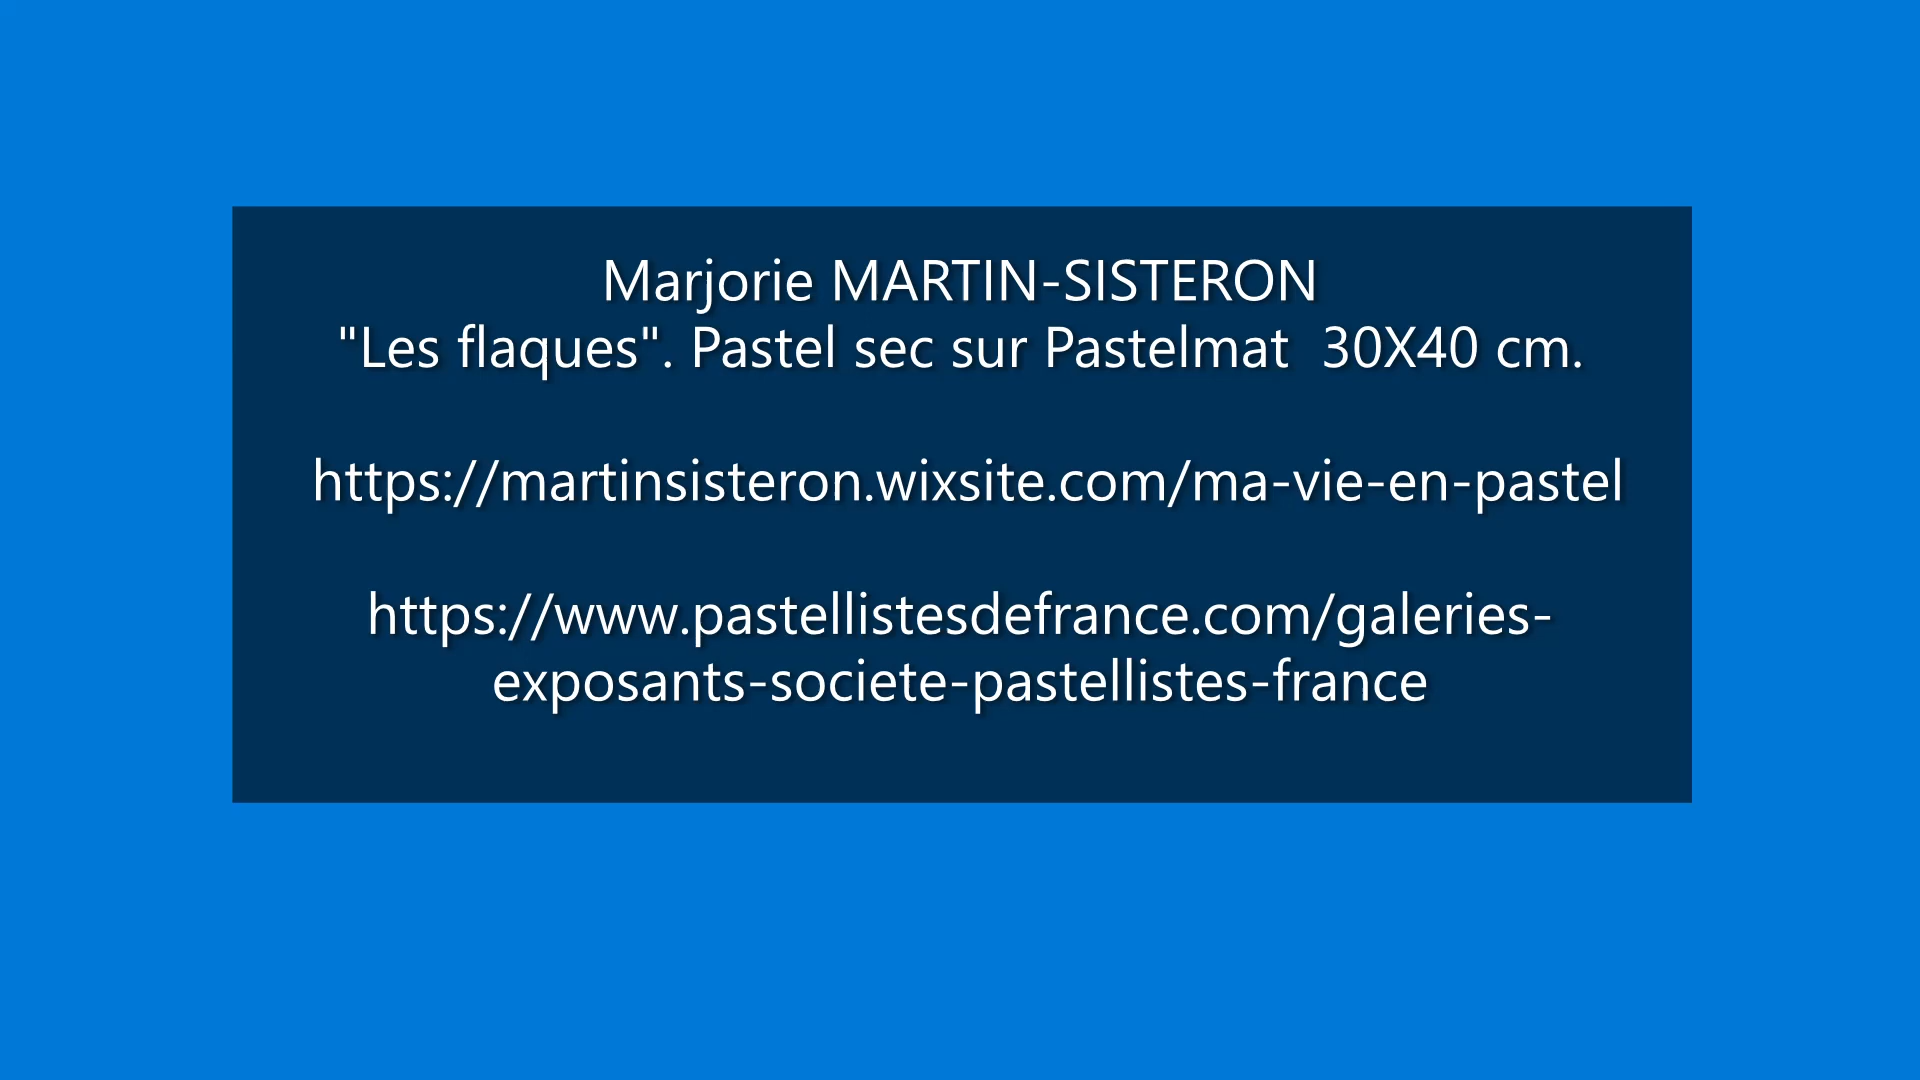 Marjorie MARTIN-SISTERON
"Les flaques". Pastel sec sur Pastelmat  30X40 cm.
https://martinsisteron.wixsite.com/ma-vie-en-pastel
https://www.pastellistesdefrance.com/galeries-
exposants-societe-pastellistes-france